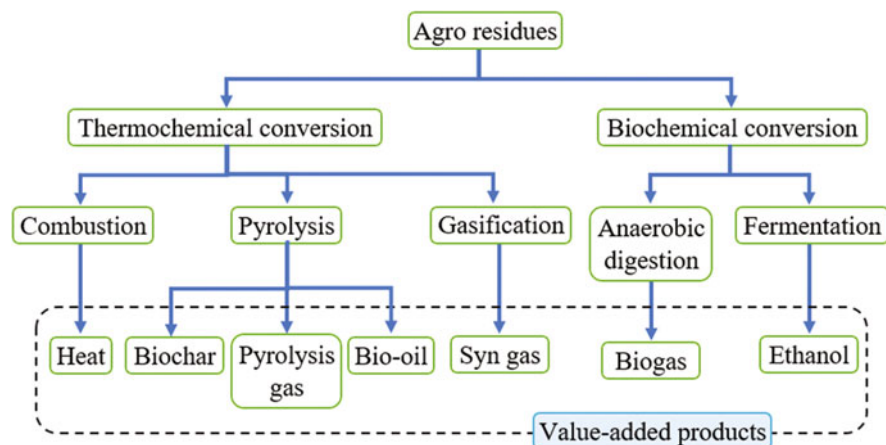 Agro residues
Thermochemical conversion
Biochemical conversion
Combustion
Pyrolysis
Gasification
Anaerobic
digestion
Fermentation
Heat
Biochar
Pyrolysis
gas
Bio-oil
Syn gas
Biogas
Ethanol
Value-added products